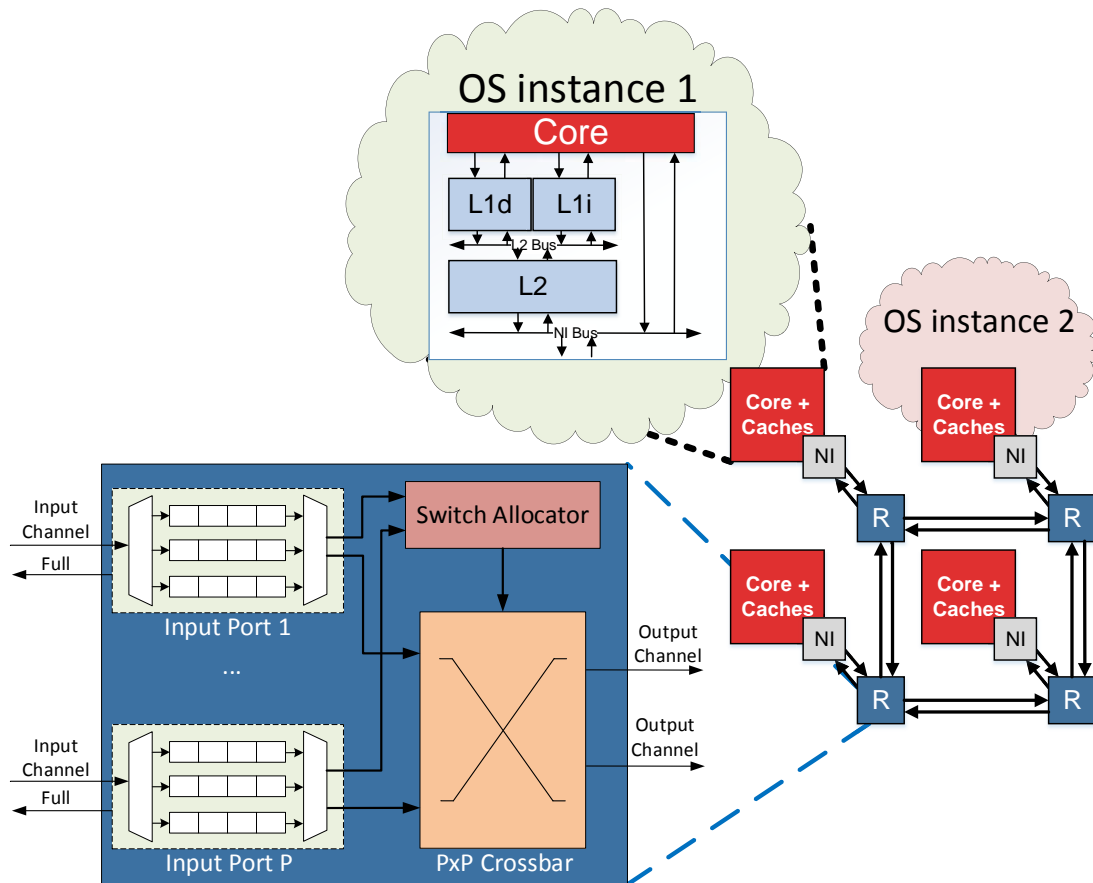 OS instance 1
Core
L1d
L1i
L2 Bus
L2
NI Bus
OS instance 2
Core +
Caches
NI
R
Core +
Caches
NI
R
Core +
Caches
NI
R
Core +
Caches
NI
R
Input
Channel
Full
Input Port 1
...
Input
Channel
Full
Input Port P
Switch Allocator
PxP Crossbar
Output
Channel
Output
Channel